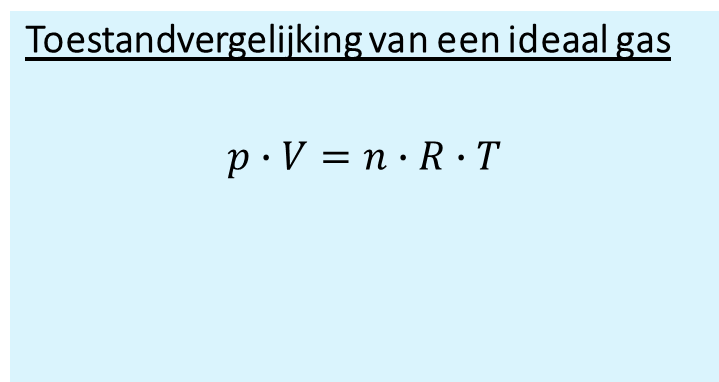 Toestandvergelijking van een ideaal gas
p · V = n · R · T